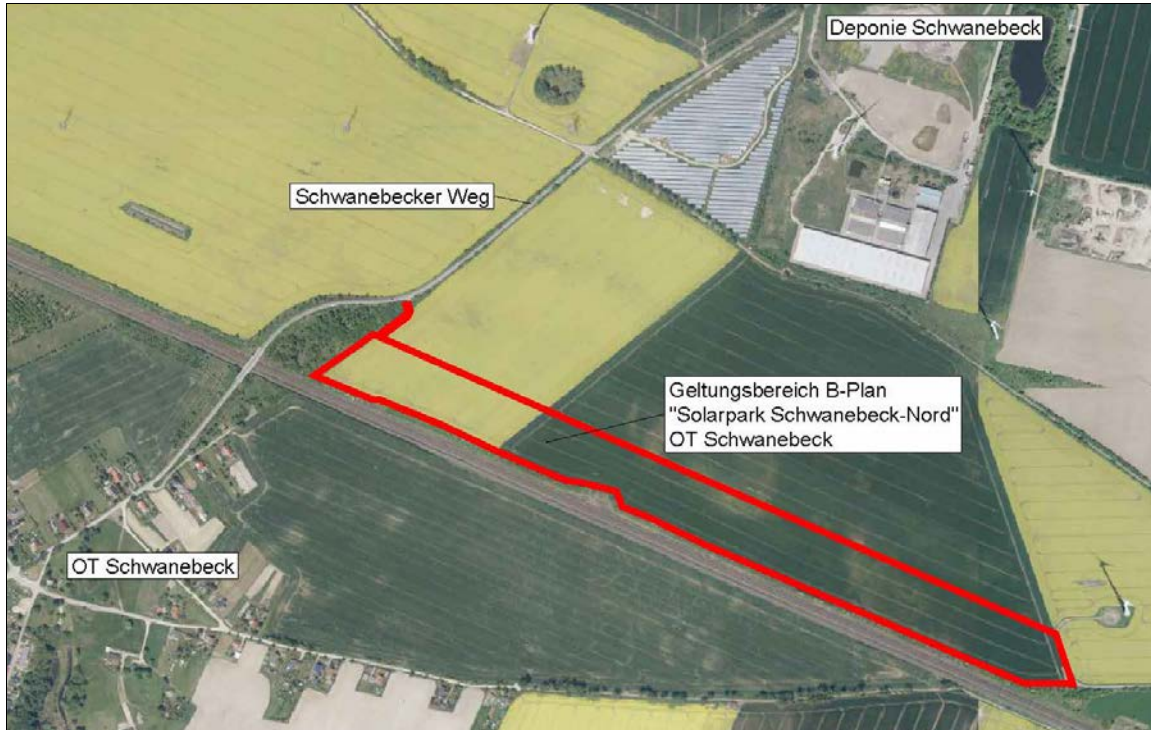 Deponie Schwanebeck
Schwanebecker Weg
Geltungsbereich B-Plan
"Solarpark Schwanebeck-Nord"
OT Schwanebeck
OT Schwanebeck